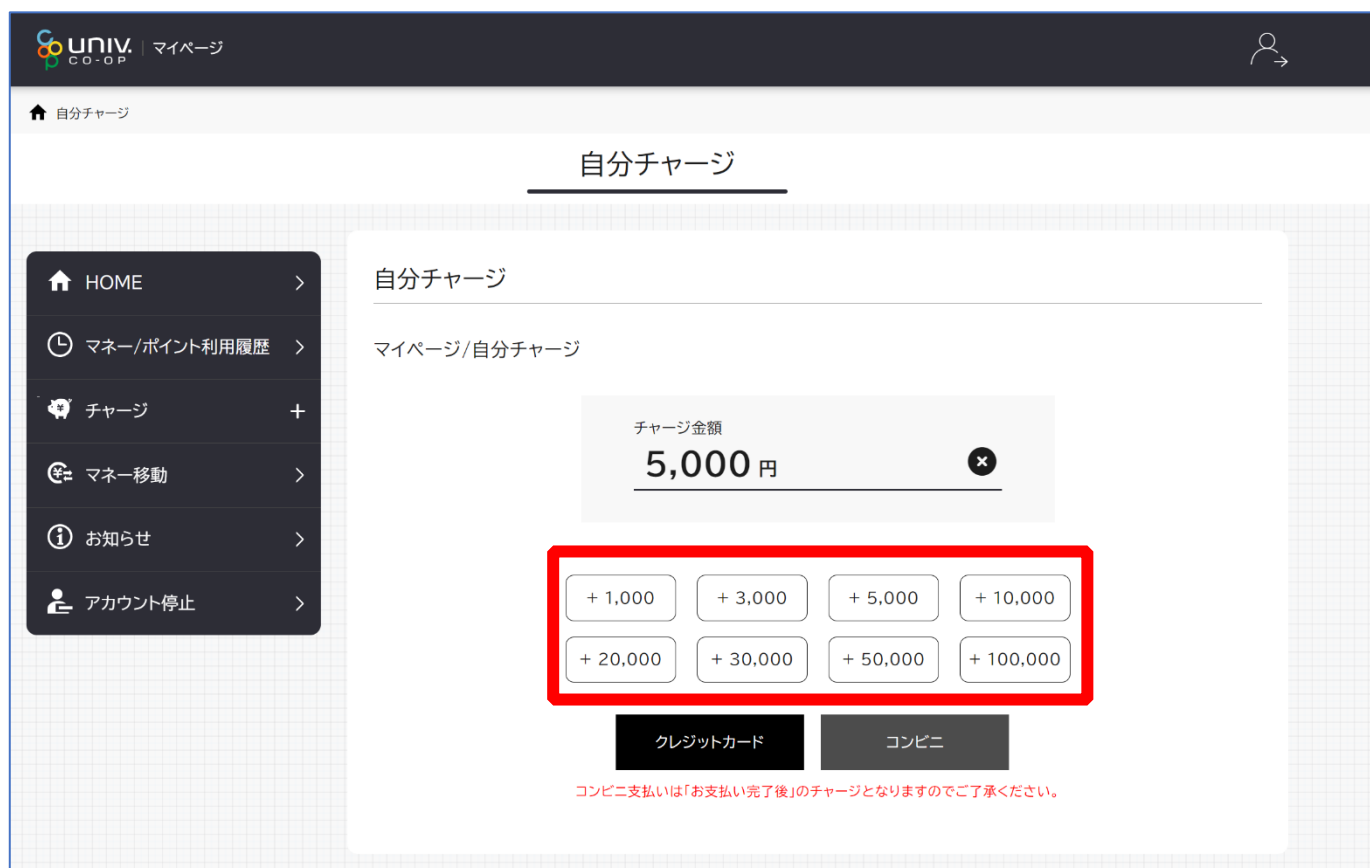 univ. CO-OP マイページ
自分チャージ
自分チャージ
HOME
マネー/ポイント利用履歴
チャージ
マネー移動
お知らせ
アカウント停止
自分チャージ
マイページ/自分チャージ
チャージ金額
5,000 円
+ 1,000 + 3,000 + 5,000 + 10,000
+ 20,000 + 30,000 + 50,000 + 100,000
クレジットカード コンビニ
コンビニ支払いは「お支払い完了後」のチャージとなりますのでご了承ください。